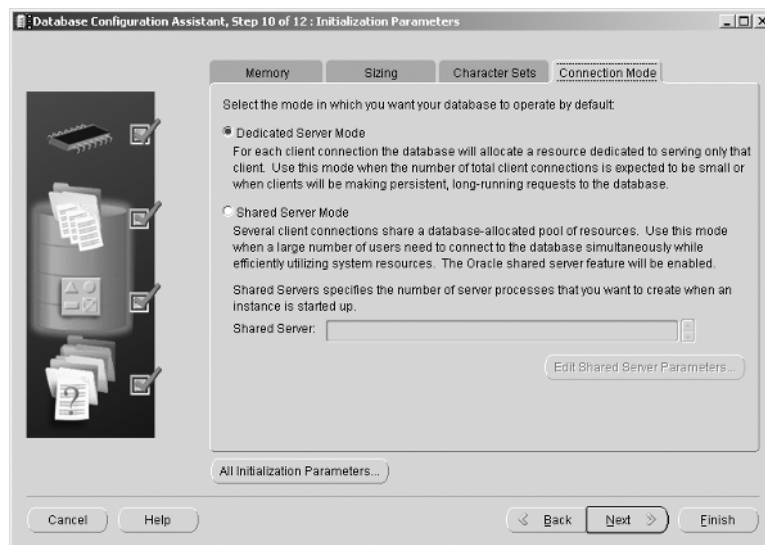 Database Configuration Assistant, Step 10 of 12 : Initialization Parameters
Memory
Sizing
Character Sets
Connection Mode
Select the mode in which you want your database to operate by default:
Dedicated Server Mode
For each client connection the database will allocate a resource dedicated to serving only that
client. Use this mode when the number of total client connections is expected to be small or
when clients will be making persistent, long-running requests to the database.
Shared Server Mode
Several client connections share a database-allocated pool of resources. Use this mode
when a large number of users need to connect to the database simultaneously while
efficiently utilizing system resources. The Oracle shared server feature will be enabled.
Shared Servers specifies the number of server processes that you want to create when an
instance is started up.
Shared Server:
Edit Shared Server Parameters...
?
All Initialization Parameters...
Cancel
Help
Back
Next
Finish